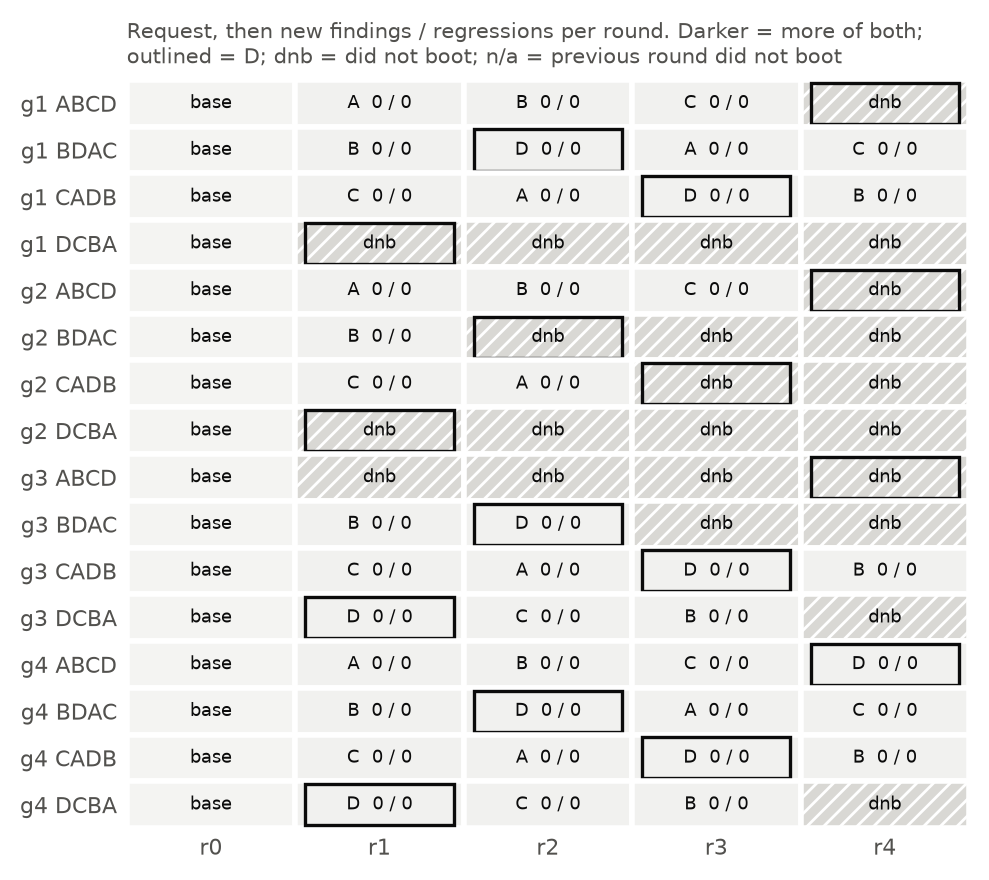 Request, then new findings / regressions per round. Darker = more of both;
outlined = D; dnb = did not boot; n/a = previous round did not boot
g1 ABCD base A 0 / 0 B 0 / 0 C 0 / 0 dnb
g1 BDAC base B 0 / 0 D 0 / 0 A 0 / 0 C 0 / 0
g1 CADB base C 0 / 0 A 0 / 0 D 0 / 0 B 0 / 0
g1 DCBA base dnb dnb dnb dnb
g2 ABCD base A 0 / 0 B 0 / 0 C 0 / 0 dnb
g2 BDAC base B 0 / 0 dnb dnb dnb
g2 CADB base C 0 / 0 A 0 / 0 dnb dnb
g2 DCBA base dnb dnb dnb dnb
g3 ABCD base dnb dnb dnb dnb
g3 BDAC base B 0 / 0 D 0 / 0 dnb dnb
g3 CADB base C 0 / 0 A 0 / 0 D 0 / 0 B 0 / 0
g3 DCBA base D 0 / 0 C 0 / 0 B 0 / 0 dnb
g4 ABCD base A 0 / 0 B 0 / 0 C 0 / 0 D 0 / 0
g4 BDAC base B 0 / 0 D 0 / 0 A 0 / 0 C 0 / 0
g4 CADB base C 0 / 0 A 0 / 0 D 0 / 0 B 0 / 0
g4 DCBA base D 0 / 0 C 0 / 0 B 0 / 0 dnb
r0 r1 r2 r3 r4